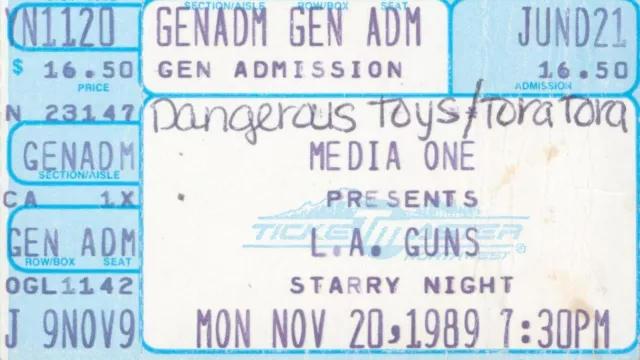 YN1120
$ 16.50
PRICE
N 23147
GENADM
SECTION/AISLE
CA 1X
GEN ADM
ROW/BOX SEAT
OGL1142
J 9NOV9
SECTION/AISLE ROW/BOX SEAT
GENADM GEN ADM
GEN ADMISSION
JUND21
16.50
ADMISSION
Dangerous Toys/Tora Tora
MEDIA ONE
PRESENTS
TICKETMASTER
NORTHWEST®
L.A. GUNS
STARRY NIGHT
MON NOV 20,1989 7:30PM